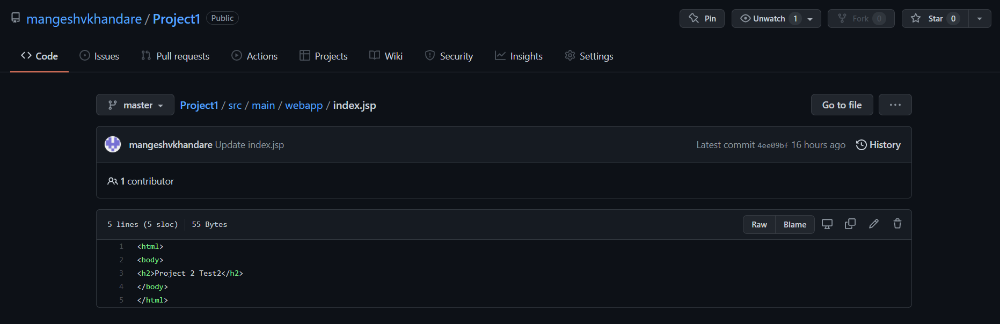 mangeshvkhandare / Project1 Public Pin Unwatch 1 Fork 0 Star 0
Code Issues Pull requests Actions Projects Wiki Security Insights Settings
master Project1 / src / main / webapp / index.jsp Go to file ...
mangeshvkhandare Update index.jsp Latest commit 4ee09bf 16 hours ago History
1 contributor
5 lines (5 sloc) 55 Bytes Raw Blame
1 <html>
2 <body>
3 <h2>Project 2 Test2</h2>
4 </body>
5 </html>